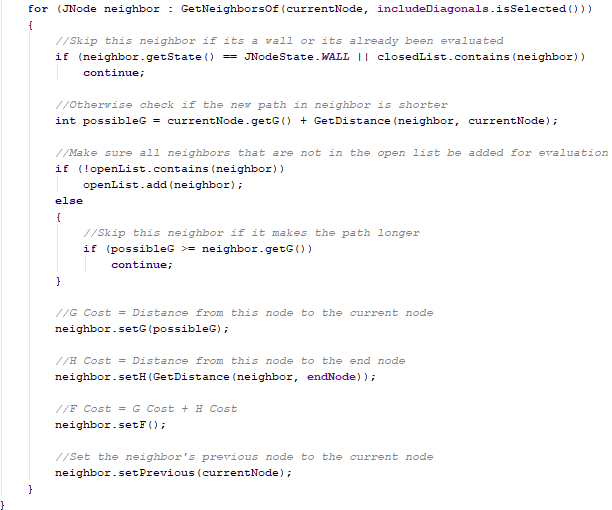 for (JNode neighbor : GetNeighborsOf(currentNode, includeDiagonals.isSelected()))
{
//Skip this neighbor if its a wall or its already been evaluated
if (neighbor.getState() == JNodeState.WALL || closedList.contains(neighbor))
continue;
//Otherwise check if the new path in neighbor is shorter
int possibleG = currentNode.getG() + GetDistance(neighbor, currentNode);
//Make sure all neighbors that are not in the open list be added for evaluation
if (!openList.contains(neighbor))
openList.add(neighbor);
else
{
//Skip this neighbor if it makes the path longer
if (possibleG >= neighbor.getG())
continue;
}
//G Cost = Distance from this node to the current node
neighbor.setG(possibleG);
//H Cost = Distance from this node to the end node
neighbor.setH(GetDistance(neighbor, endNode));
//F Cost = G Cost + H Cost
neighbor.setF();
//Set the neighbor's previous node to the current node
neighbor.setPrevious(currentNode);
}
}